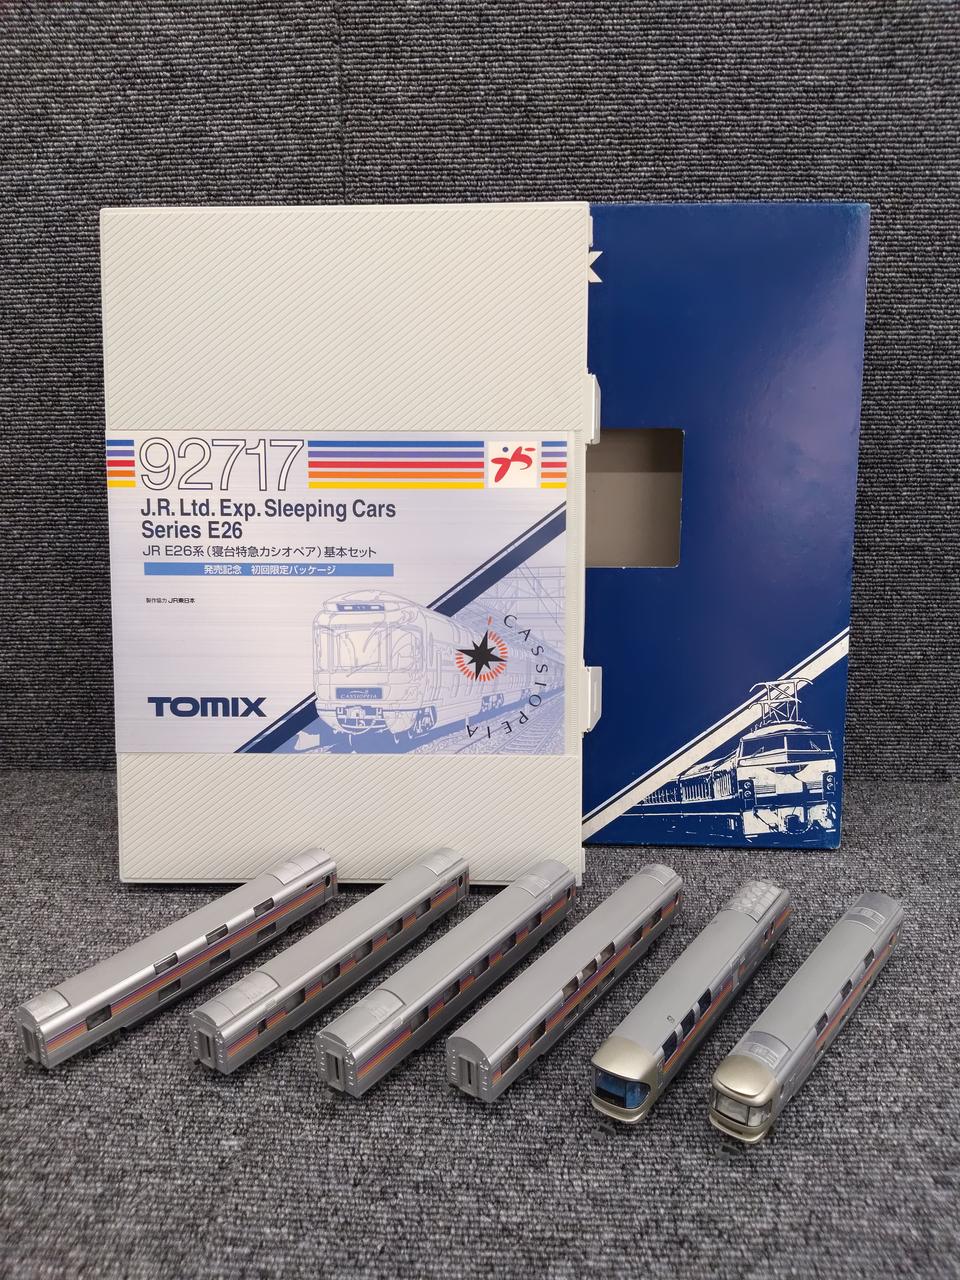 92717
J.R. Ltd. Exp. Sleeping Cars
Series E26
JR E26系(寝台特急カシオペア)基本セット
発売記念 初回限定パッケージ
製作協力 JR東日本
TOMIX
CASSIOPEIA
CASSIOPEIA